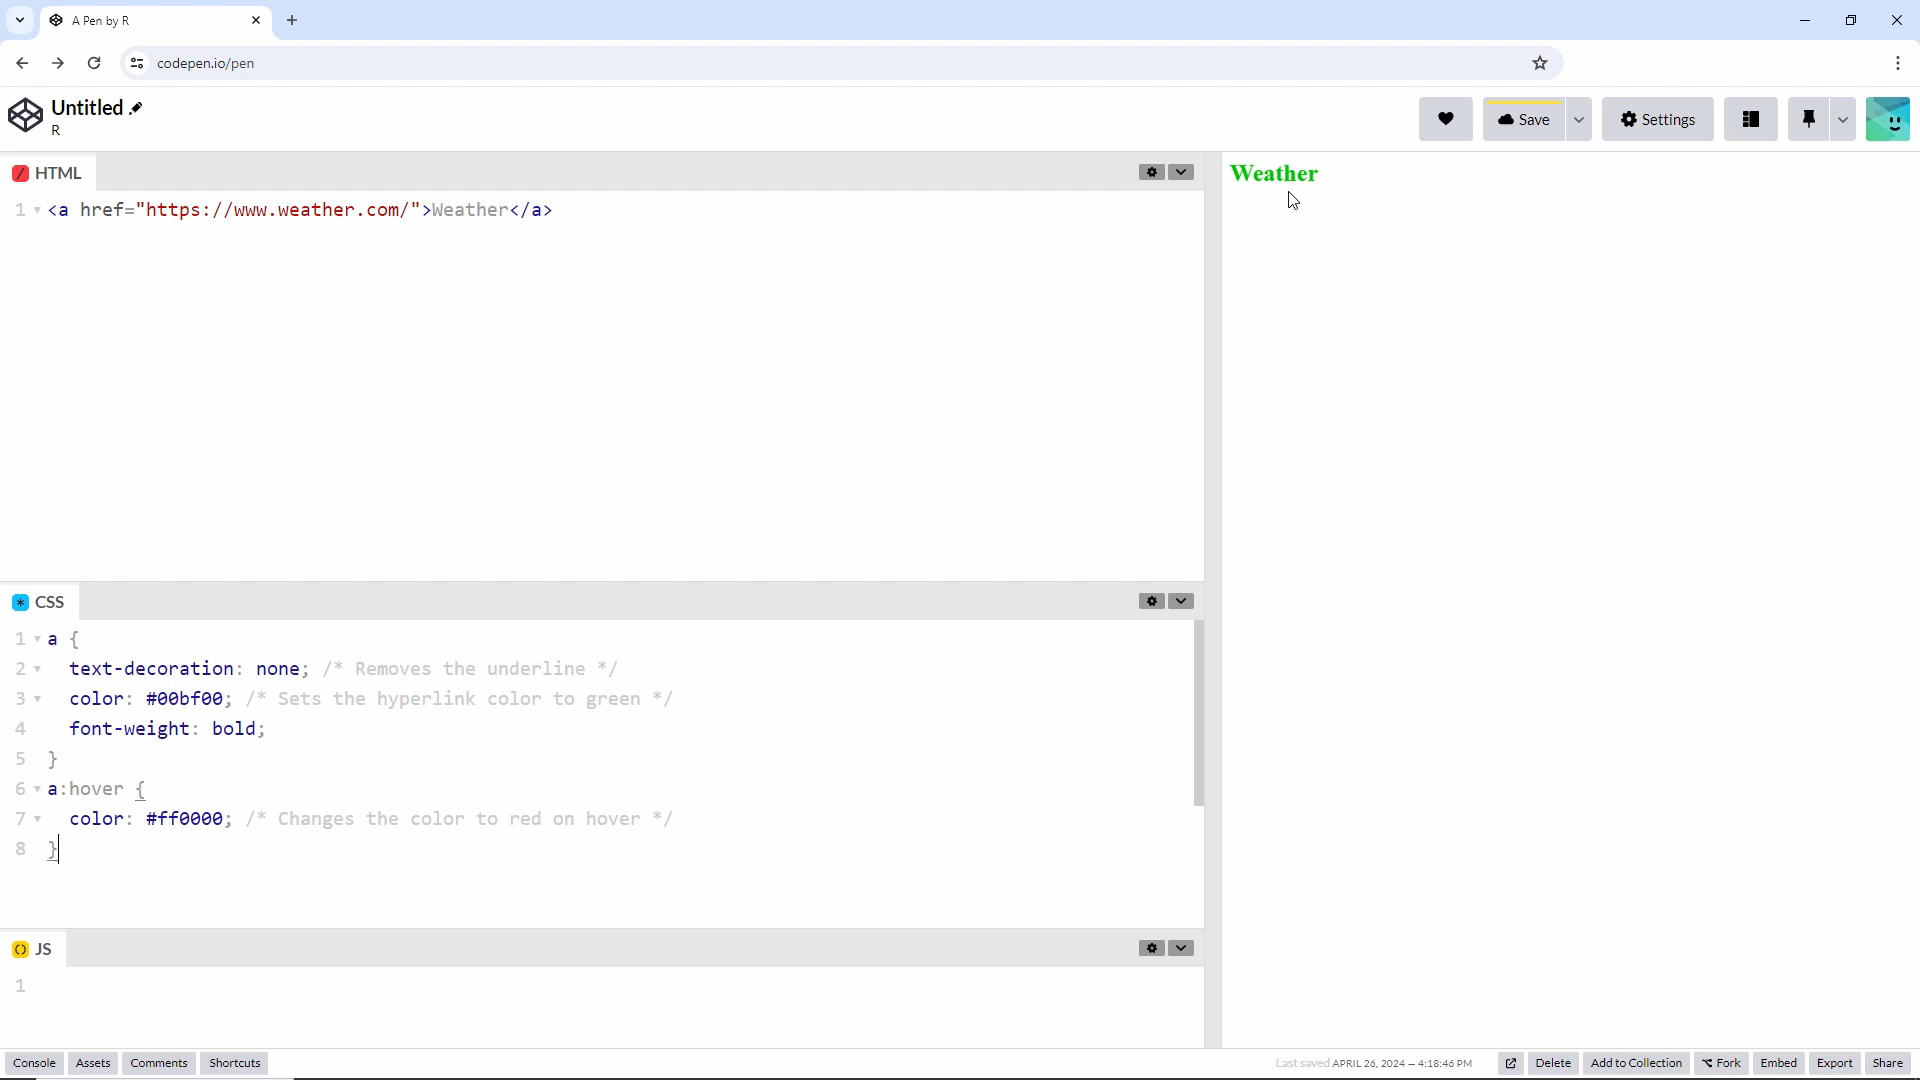 A Pen by R
codepen.io/pen
Untitled
R
Save
Settings
HTML
1 <a href="https://www.weather.com/">Weather</a>
Weather
CSS
1 a {
2 text-decoration: none; /* Removes the underline */
3 color: #00bf00; /* Sets the hyperlink color to green */
4 font-weight: bold;
5 }
6 a:hover {
7 color: #ff0000; /* Changes the color to red on hover */
8 }
JS
1
Console Assets Comments Shortcuts
Last saved APRIL 26, 2024 — 4:18:46 PM
Delete Add to Collection Fork Embed Export Share